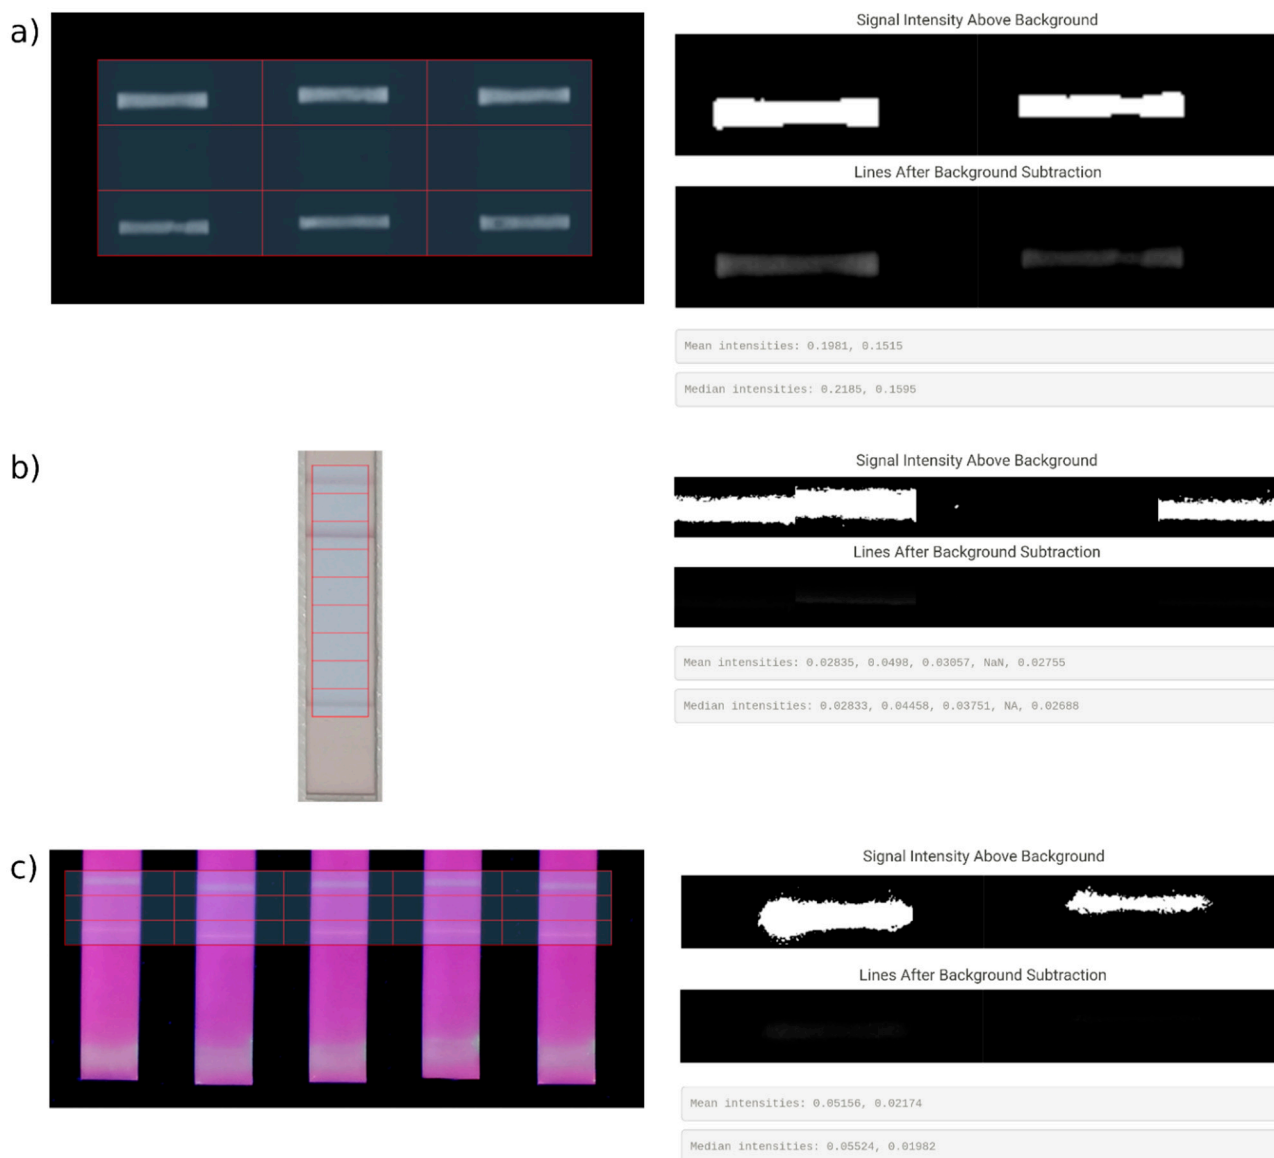 a)
Signal Intensity Above Background
Lines After Background Subtraction
Mean intensities: 0.1981, 0.1515
Median intensities: 0.2185, 0.1595
b)
Signal Intensity Above Background
Lines After Background Subtraction
Mean intensities: 0.02835, 0.0498, 0.03057, NaN, 0.02755
Median intensities: 0.02833, 0.04458, 0.03751, NA, 0.02688
c)
Signal Intensity Above Background
Lines After Background Subtraction
Mean intensities: 0.05156, 0.02174
Median intensities: 0.05524, 0.01982